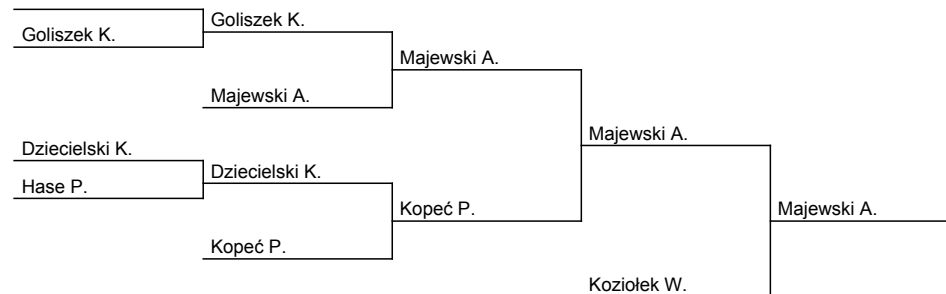 Goliszek K.
Goliszek K.
Majewski A.
Majewski A.
Majewski A.
Dziecielski K.
Dziecielski K.
Hase P.
Kopeć P.
Majewski A.
Kopeć P.
Koziołek W.